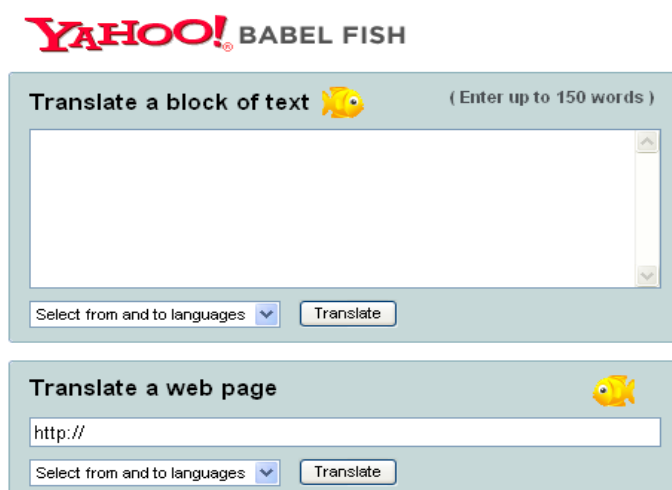 YAHOO! BABEL FISH
Translate a block of text ( Enter up to 150 words )
Select from and to languages Translate
Translate a web page
http://
Select from and to languages Translate